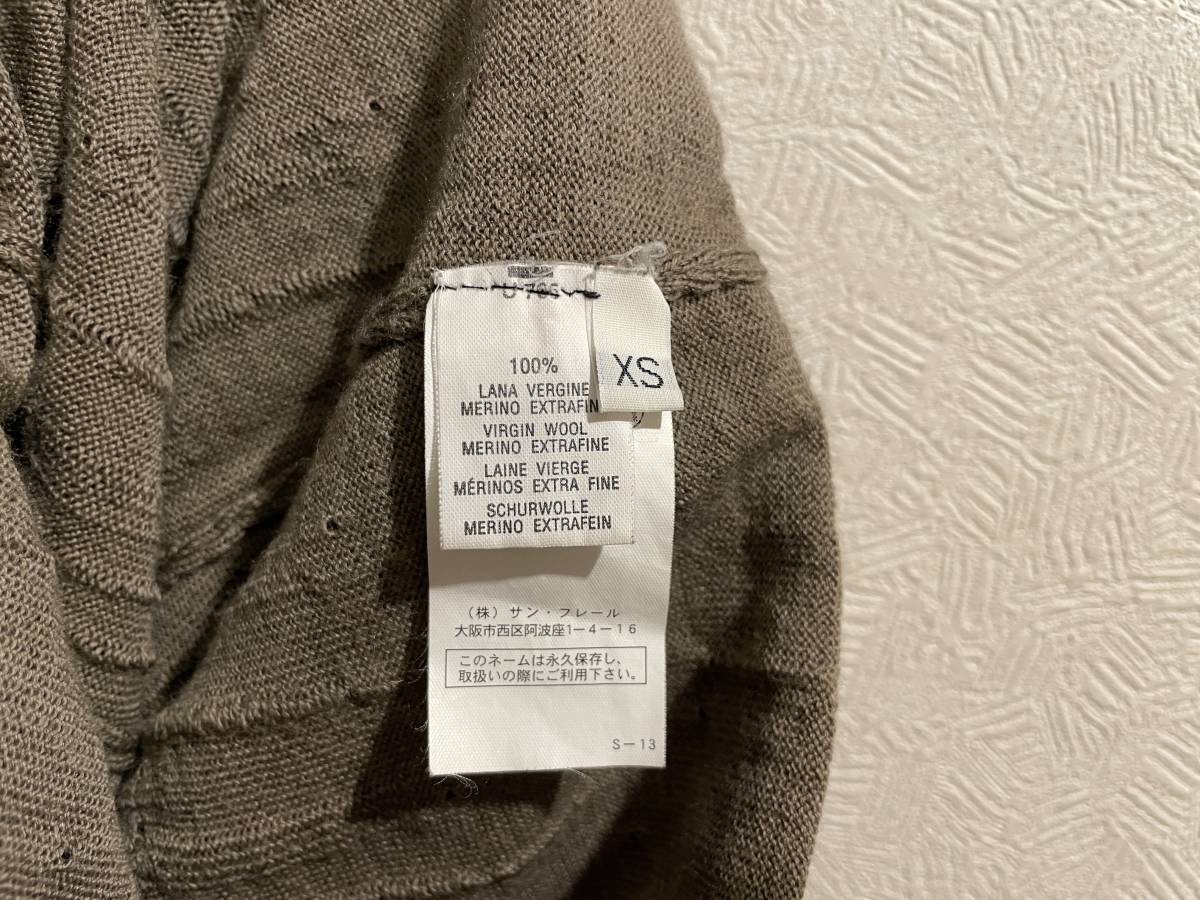 100%
LANA VERGINE
MERINO EXTRAFIN
VIRGIN WOOL
MERINO EXTRAFINE
LAINE VIERGE
MÉRINOS EXTRA FINE
SCHURWOLLE
MERINO EXTRAFEIN
XS
(株) サン・フレール
大阪市西区阿波座1-4-16
このネームは永久保存し、
取扱いの際にご利用下さい。
S-13